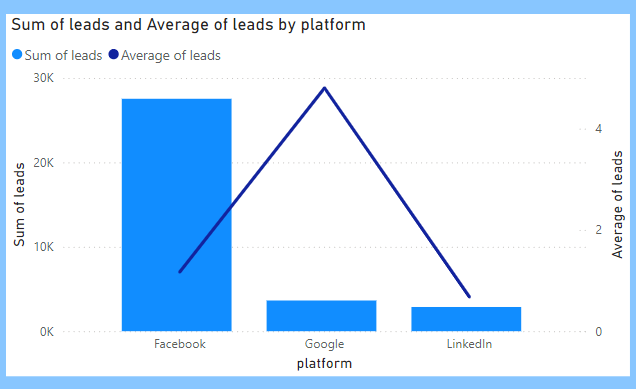 Sum of leads and Average of leads by platform
Sum of leads Average of leads
30K
20K
10K
0K
Sum of leads
4
2
0
Average of leads
Facebook Google LinkedIn
platform